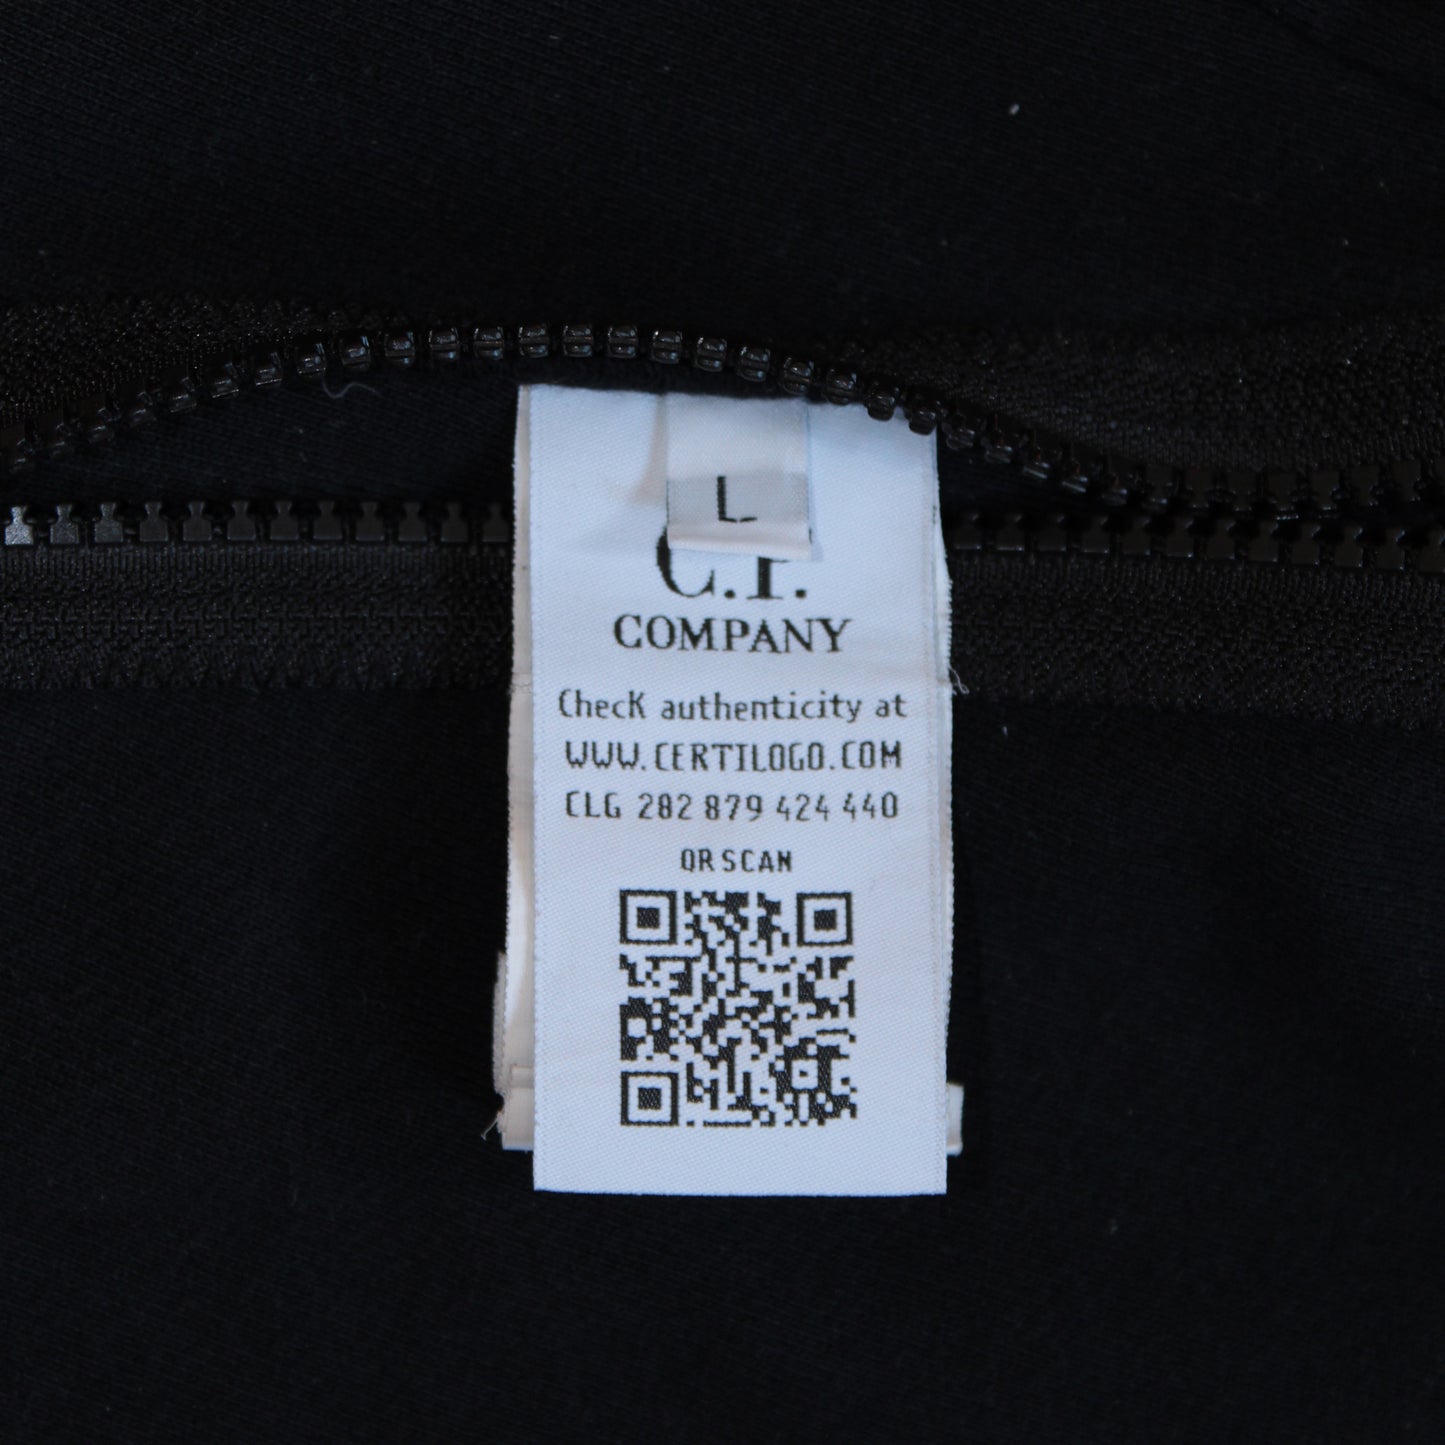 L
C.P.
COMPANY
Check authenticity at
WWW.CERTILOGO.COM
CLG 282 879 424 440
QR SCAN